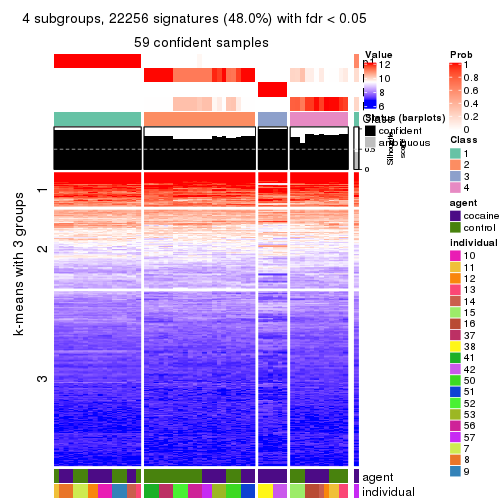 4 subgroups, 22256 signatures (48.0%) with fdr < 0.05
59 confident samples
k-means with 3 groups
1
2
3
Value
12
10
8
6
Status (barplots)
confident
ambiguous
0.5
0
Silhouette
score
agent
individual
Prob
1
0.8
0.6
0.4
0.2
0
Class
1
2
3
4
agent
cocaine
control
individual
10
11
12
13
14
15
16
37
38
41
42
50
51
52
53
56
57
7
8
9